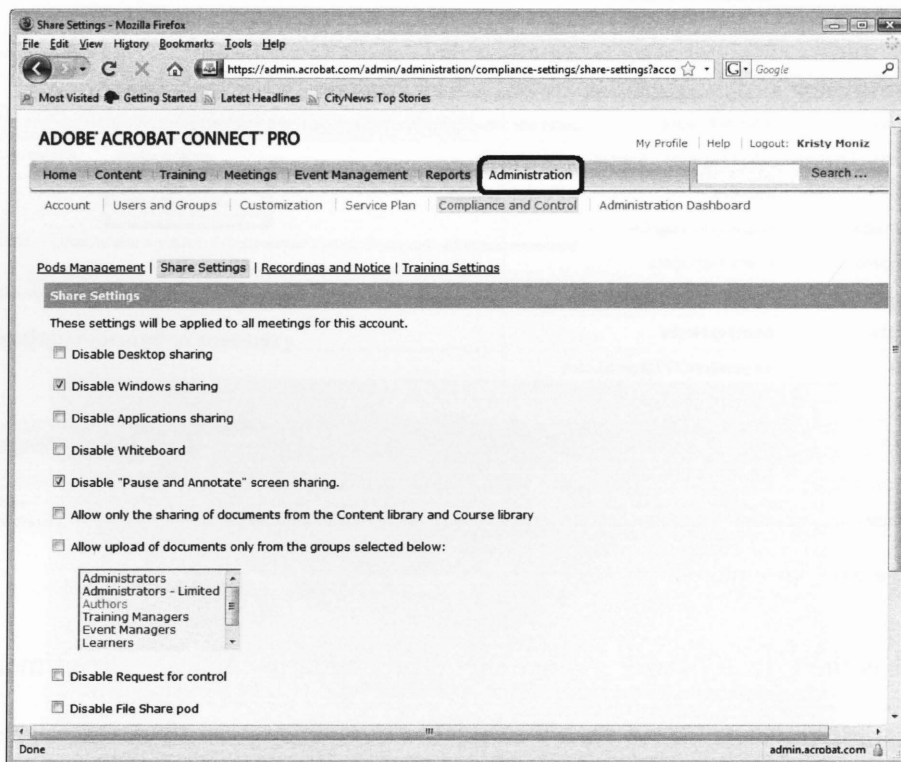 Share Settings - Mozilla Firefox
File Edit View History Bookmarks Tools Help
https://admin.acrobat.com/admin/administration/compliance-settings/share-settings?acco G Google
Most Visited Getting Started Latest Headlines CityNews: Top Stories
ADOBE® ACROBAT® CONNECT™ PRO
My Profile | Help | Logout: Kristy Moniz
Home Content Training Meetings Event Management Reports Administration Search ...
Account | Users and Groups | Customization | Service Plan | Compliance and Control | Administration Dashboard
Pods Management | Share Settings | Recordings and Notice | Training Settings
Share Settings
These settings will be applied to all meetings for this account.
Disable Desktop sharing
Disable Windows sharing
Disable Applications sharing
Disable Whiteboard
Disable "Pause and Annotate" screen sharing.
Allow only the sharing of documents from the Content library and Course library
Allow upload of documents only from the groups selected below:
Administrators
Administrators - Limited
Authors
Training Managers
Event Managers
Learners
Disable Request for control
Disable File Share pod
Done admin.acrobat.com